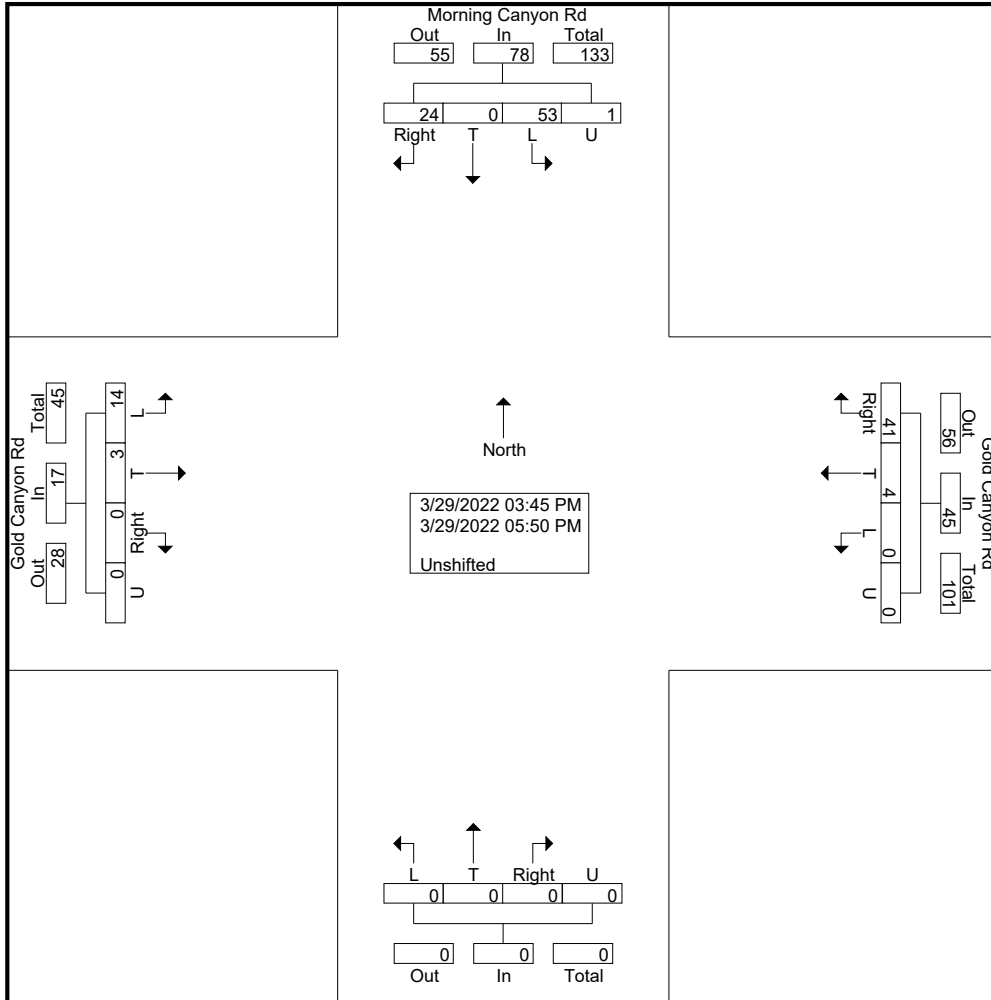 Morning Canyon Rd
Out In Total
55 78 133
24 0 53 1
Right T L U
Gold Canyon Rd
Total In Out
45 17 28
14 3 0 0
L T Right U
North
3/29/2022 03:45 PM
3/29/2022 05:50 PM
Unshifted
Gold Canyon Rd
Out In Total
56 45 101
41 4 0 0
Right T L U
L T Right U
0 0 0 0
0 0 0
Out In Total